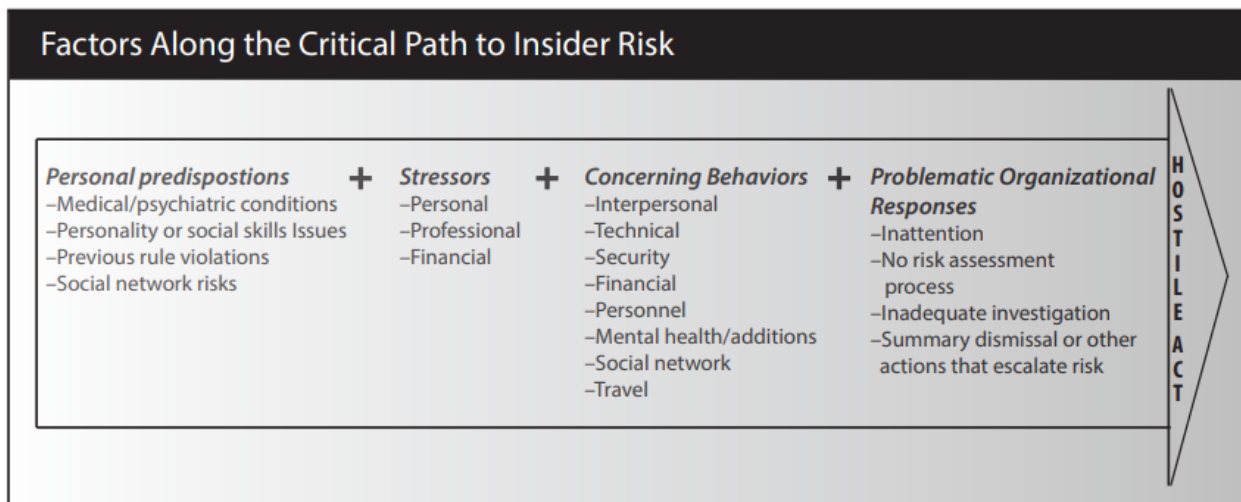 Factors Along the Critical Path to Insider Risk
Personal predispostions
–Medical/psychiatric conditions
–Personality or social skills Issues
–Previous rule violations
–Social network risks
+
Stressors
–Personal
–Professional
–Financial
+
Concerning Behaviors
–Interpersonal
–Technical
–Security
–Financial
–Personnel
–Mental health/additions
–Social network
–Travel
+
Problematic Organizational
Responses
–Inattention
–No risk assessment
process
–Inadequate investigation
–Summary dismissal or other
actions that escalate risk
HOSTILE ACT